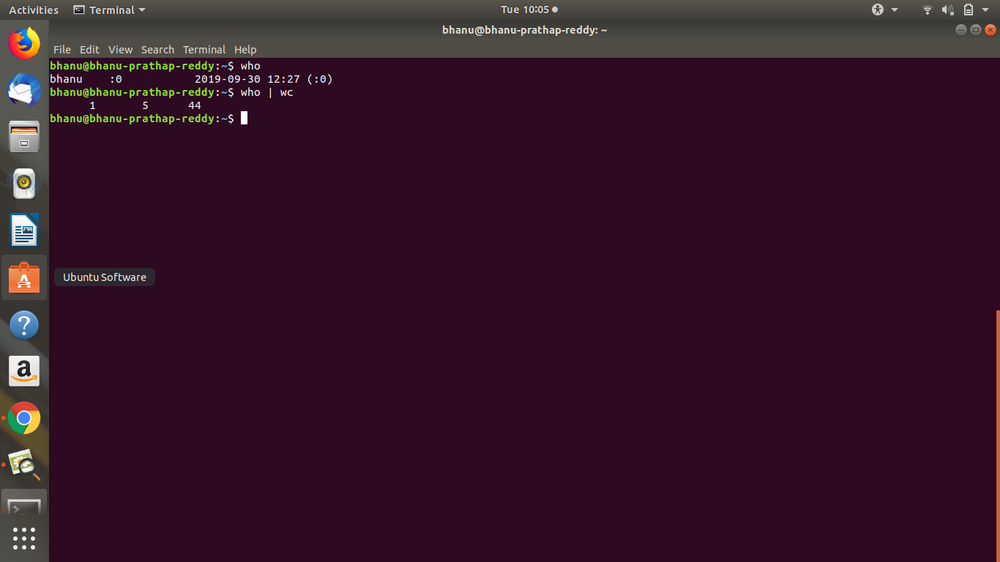 Activities Terminal Tue 10:05
bhanu@bhanu-prathap-reddy: ~
File Edit View Search Terminal Help
bhanu@bhanu-prathap-reddy:~$ who
bhanu    :0           2019-09-30 12:27 (:0)
bhanu@bhanu-prathap-reddy:~$ who | wc
      1       5      44
bhanu@bhanu-prathap-reddy:~$
Ubuntu Software